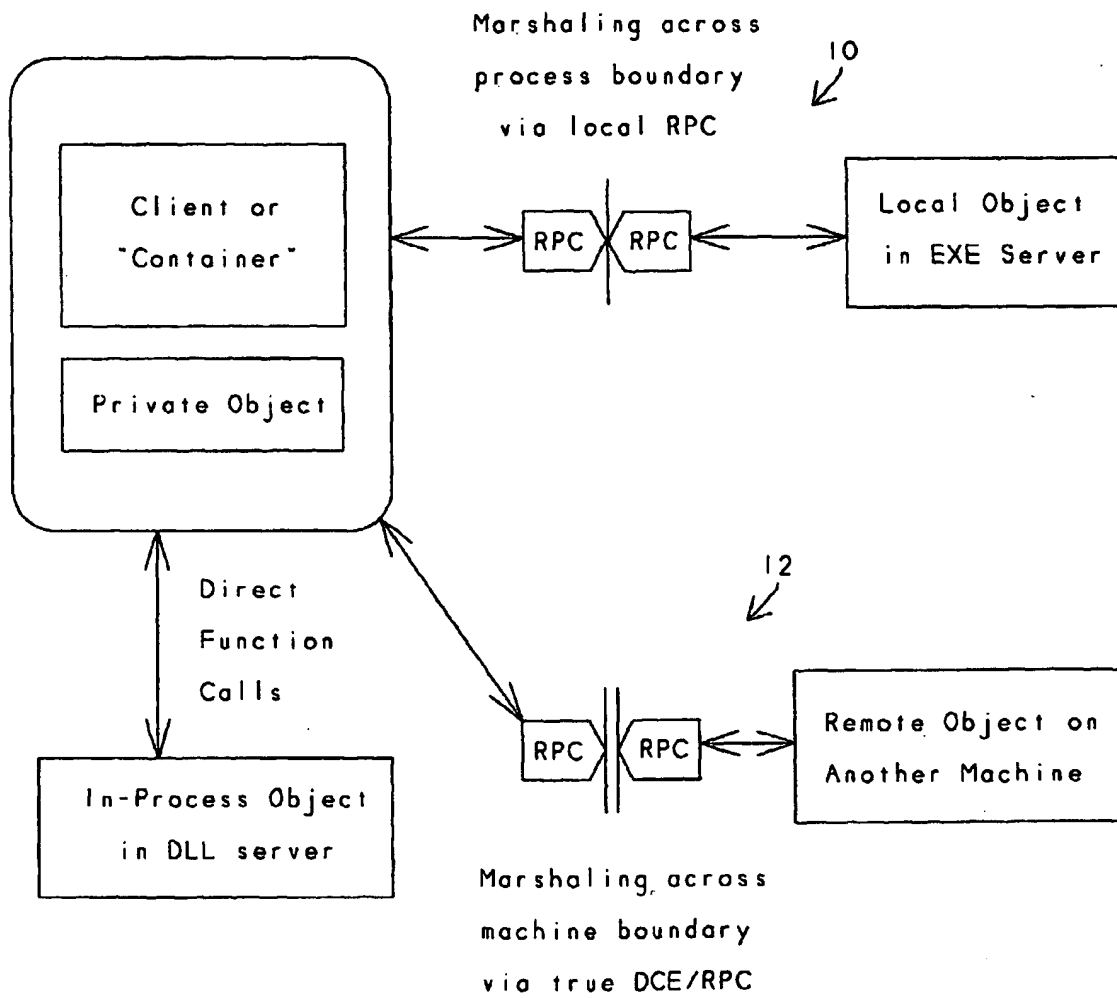 Marshaling across
process boundary
via local RPC
10
Client or
"Container"
Private Object
RPC
RPC
Local Object
in EXE Server
Direct
Function
Calls
12
RPC
RPC
Remote Object on
Another Machine
In-Process Object
in DLL server
Marshaling across
machine boundary
via true DCE/RPC